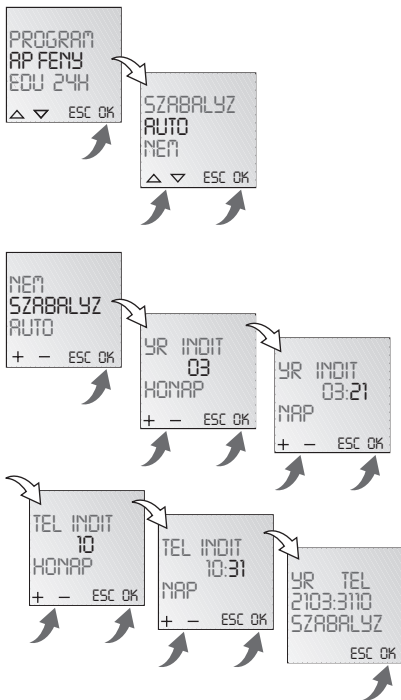 PROGRAM
AP FENY
EDU 24H
△ ▽ ESC OK
SZABALYZ
AUTO
NEM
△ ▽ ESC OK
NEM
SZABALYZ
AUTO
+ − ESC OK
YR INDIT
03
HONAP
+ − ESC OK
YR INDIT
03:21
NAP
+ − ESC OK
TEL INDIT
10
HONAP
+ − ESC OK
TEL INDIT
10:31
NAP
+ − ESC OK
YR TEL
2103:3110
SZABALYZ
ESC OK